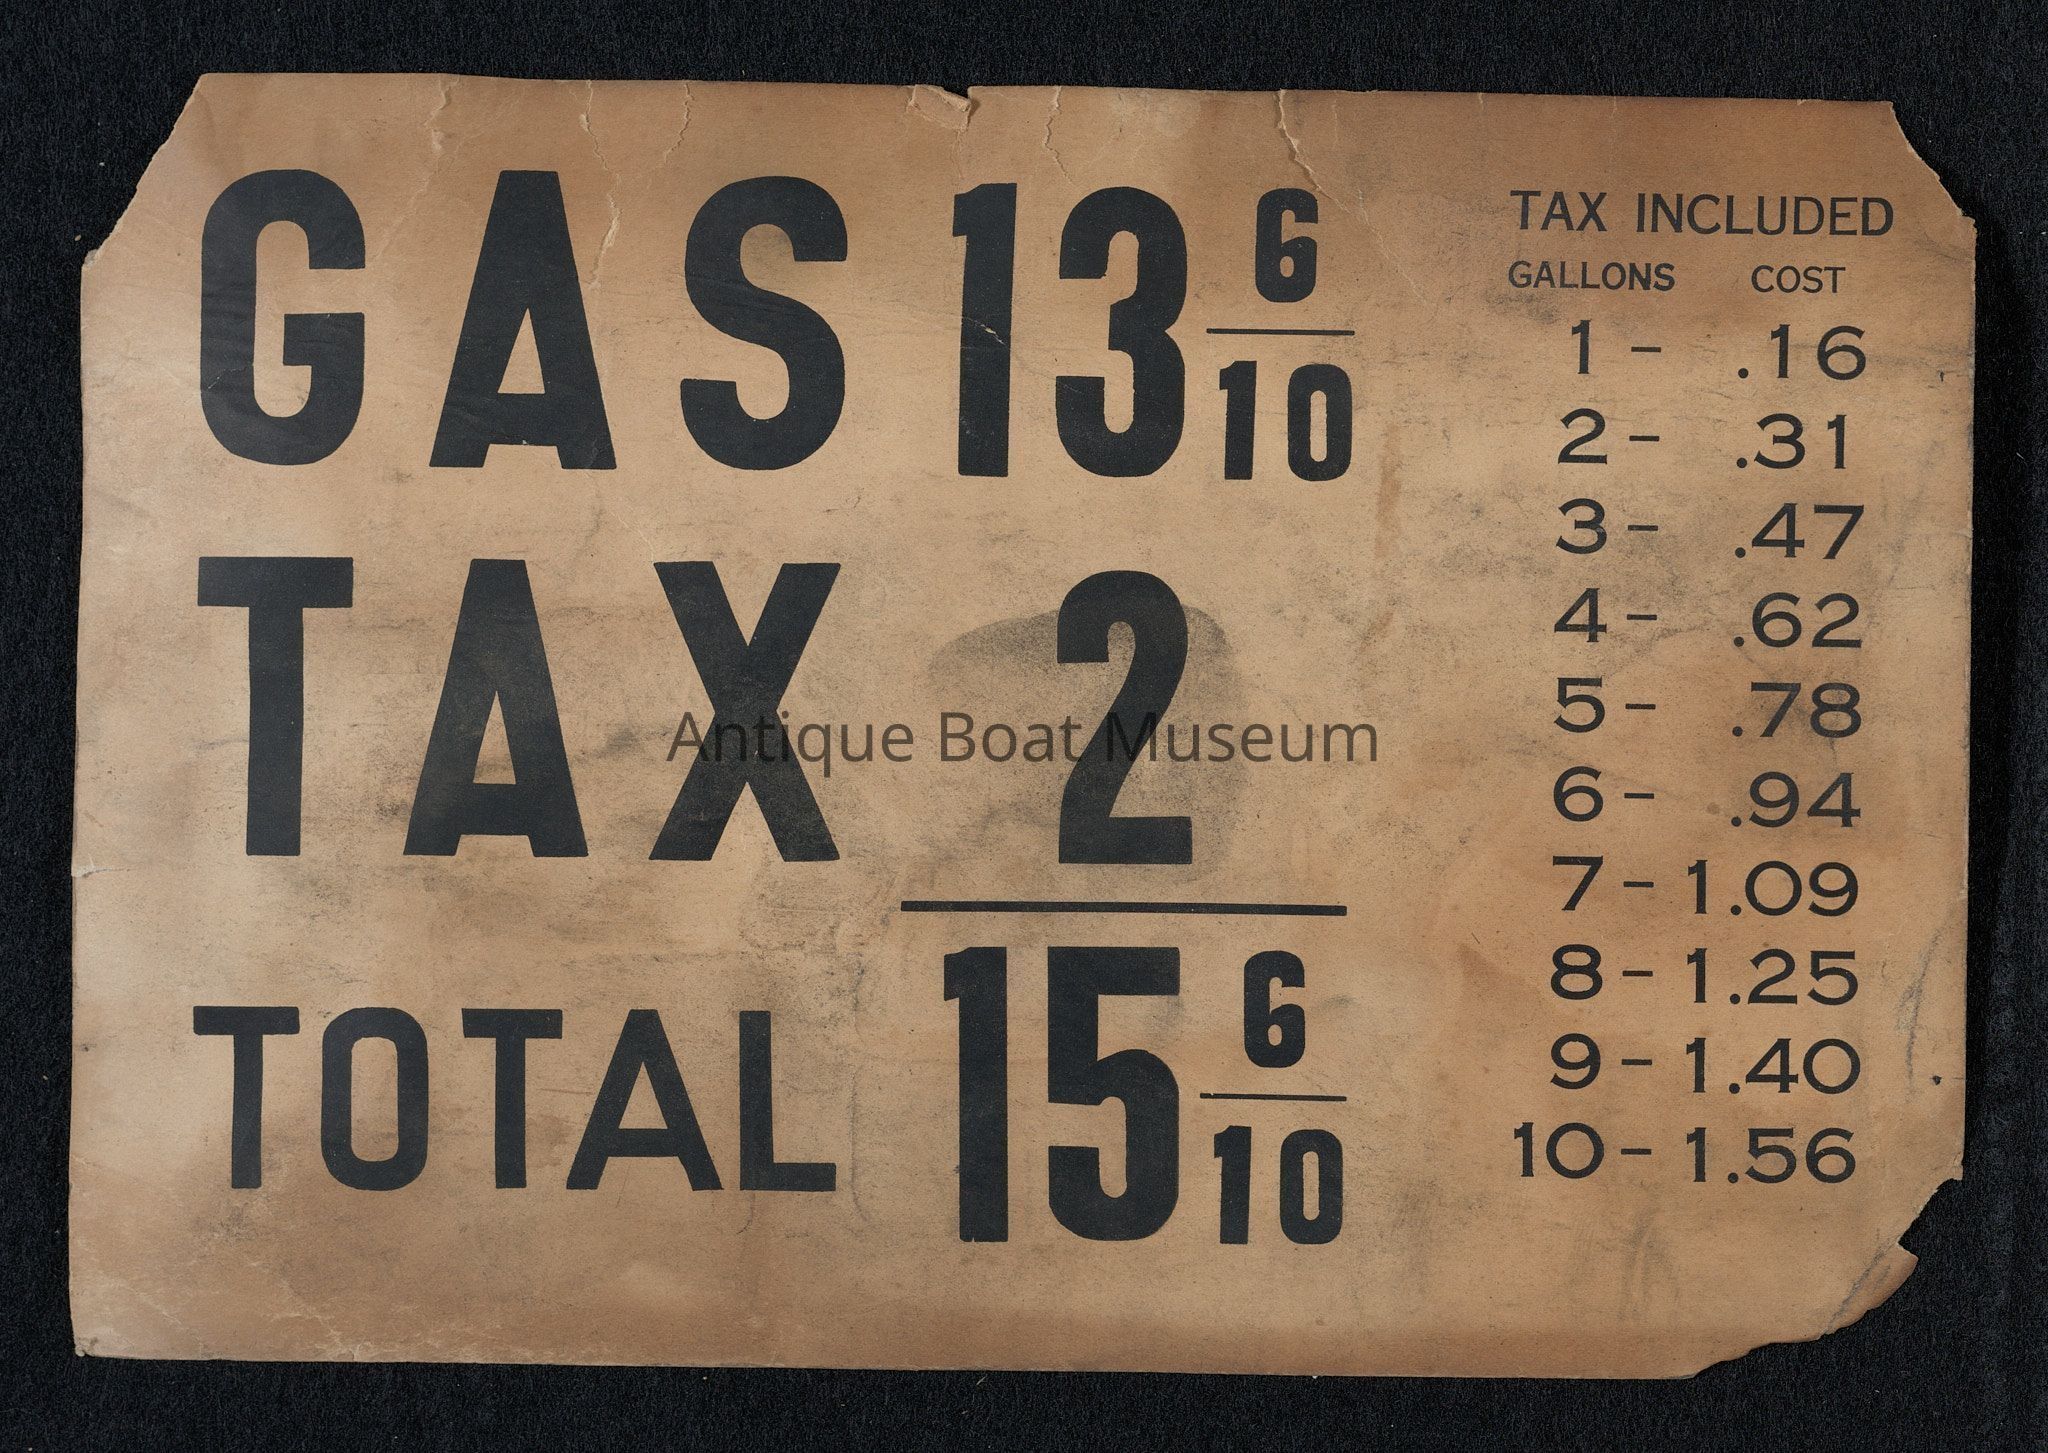 GAS 13 6/10
TAX 2
TOTAL 15 6/10
TAX INCLUDED
GALLONS COST
1 - .16
2 - .31
3 - .47
4 - .62
5 - .78
6 - .94
7 - 1.09
8 - 1.25
9 - 1.40
10 - 1.56
Antique Boat Museum